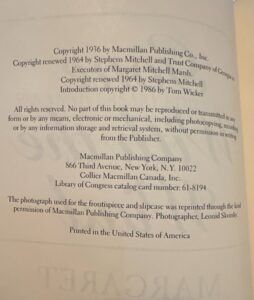 Copyright 1936 by Macmillan Publishing Co., Inc.
Copyright renewed 1964 by Stephens Mitchell and Trust Company of Georgia as
Executors of Margaret Mitchell Marsh.
Copyright renewed 1964 by Stephens Mitchell
Introduction copyright © 1986 by Tom Wicker
All rights reserved. No part of this book may be reproduced or transmitted in any
form or by any means, electronic or mechanical, including photocopying, recording
or by any information storage and retrieval system, without permission in writing
from the Publisher.
Macmillan Publishing Company
866 Third Avenue, New York, N.Y. 10022
Collier Macmillan Canada, Inc.
Library of Congress catalog card number: 61-8194
The photograph used for the frontispiece and slipcase was reprinted through the kind
permission of Macmillan Publishing Company. Photographer, Leonid Skvirsky.
Printed in the United States of America
MARGARET